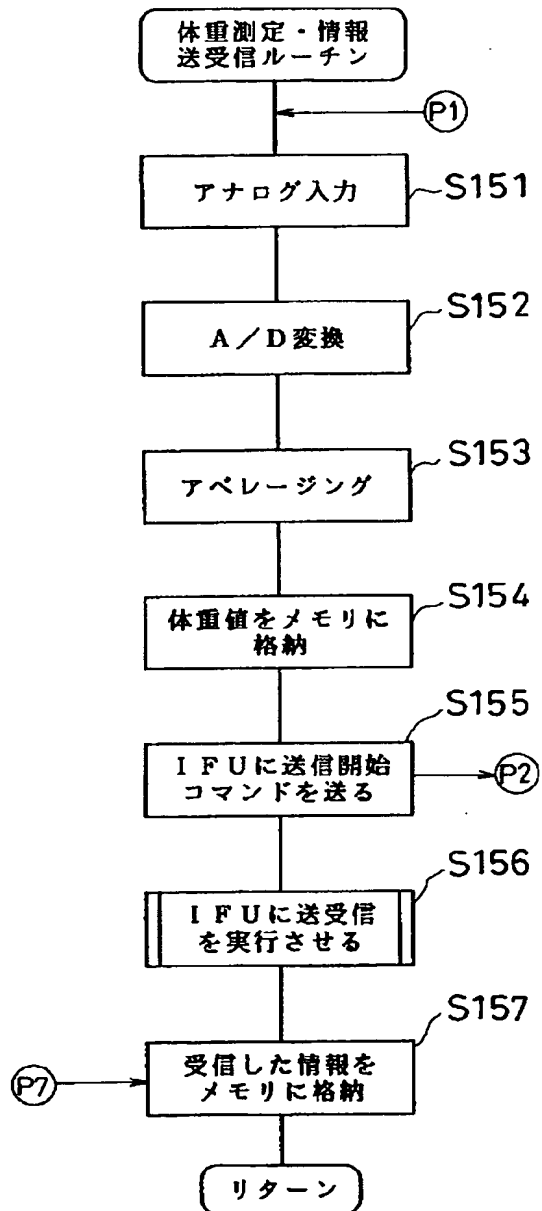 体重測定・情報
送受信ルーチン
P1
アナログ入力
S151
A/D変換
S152
アベレージング
S153
体重値をメモリに
格納
S154
IFUに送信開始
コマンドを送る
S155
P2
IFUに送受信
を実行させる
S156
受信した情報を
メモリに格納
S157
P7
リターン